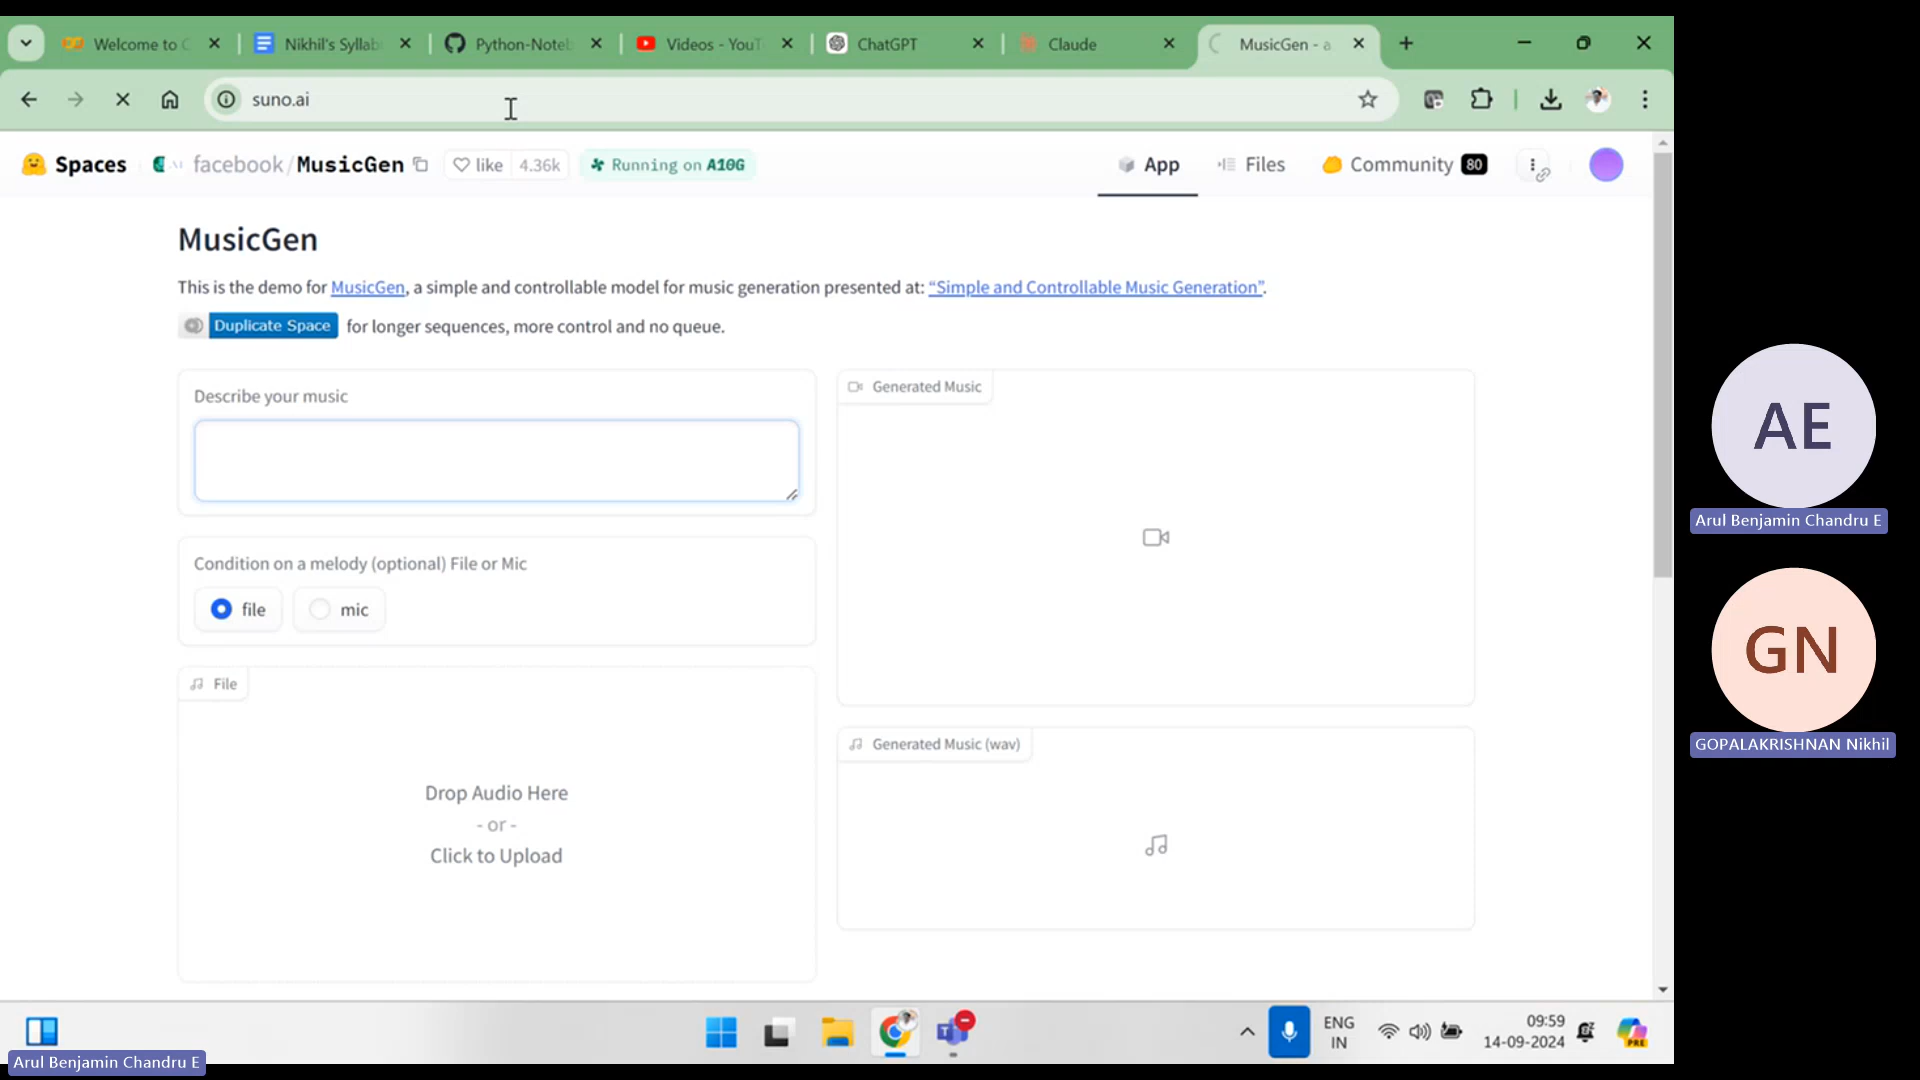 Welcome to C
Nikhil's Syllab
Python-Noteb
Videos - YouT
ChatGPT
Claude
MusicGen - a
suno.ai
Spaces
facebook/MusicGen
like 4.36k
Running on A10G
App
Files
Community 80
MusicGen
This is the demo for MusicGen, a simple and controllable model for music generation presented at: “Simple and Controllable Music Generation”.
Duplicate Space for longer sequences, more control and no queue.
Describe your music
Generated Music
Condition on a melody (optional) File or Mic
file
mic
File
Drop Audio Here
- or -
Click to Upload
Generated Music (wav)
AE
Arul Benjamin Chandru E
GN
GOPALAKRISHNAN Nikhil
ENG
IN
09:59
14-09-2024
PRE
Arul Benjamin Chandru E